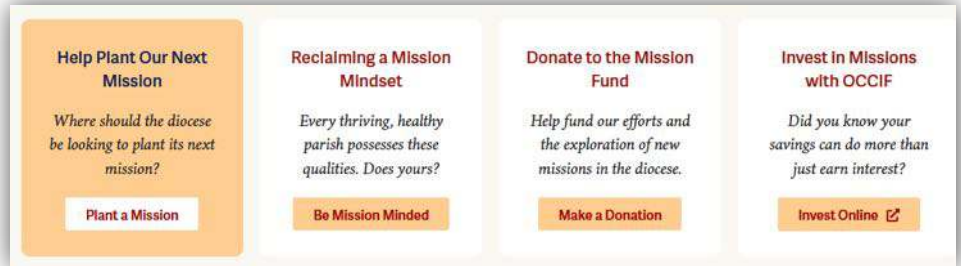 Help Plant Our Next
Mission
Where should the diocese
be looking to plant its next
mission?
Plant a Mission
Reclaiming a Mission
Mindset
Every thriving, healthy
parish possesses these
qualities. Does yours?
Be Mission Minded
Donate to the Mission
Fund
Help fund our efforts and
the exploration of new
missions in the diocese.
Make a Donation
Invest in Missions
with OCCIF
Did you know your
savings can do more than
just earn interest?
Invest Online